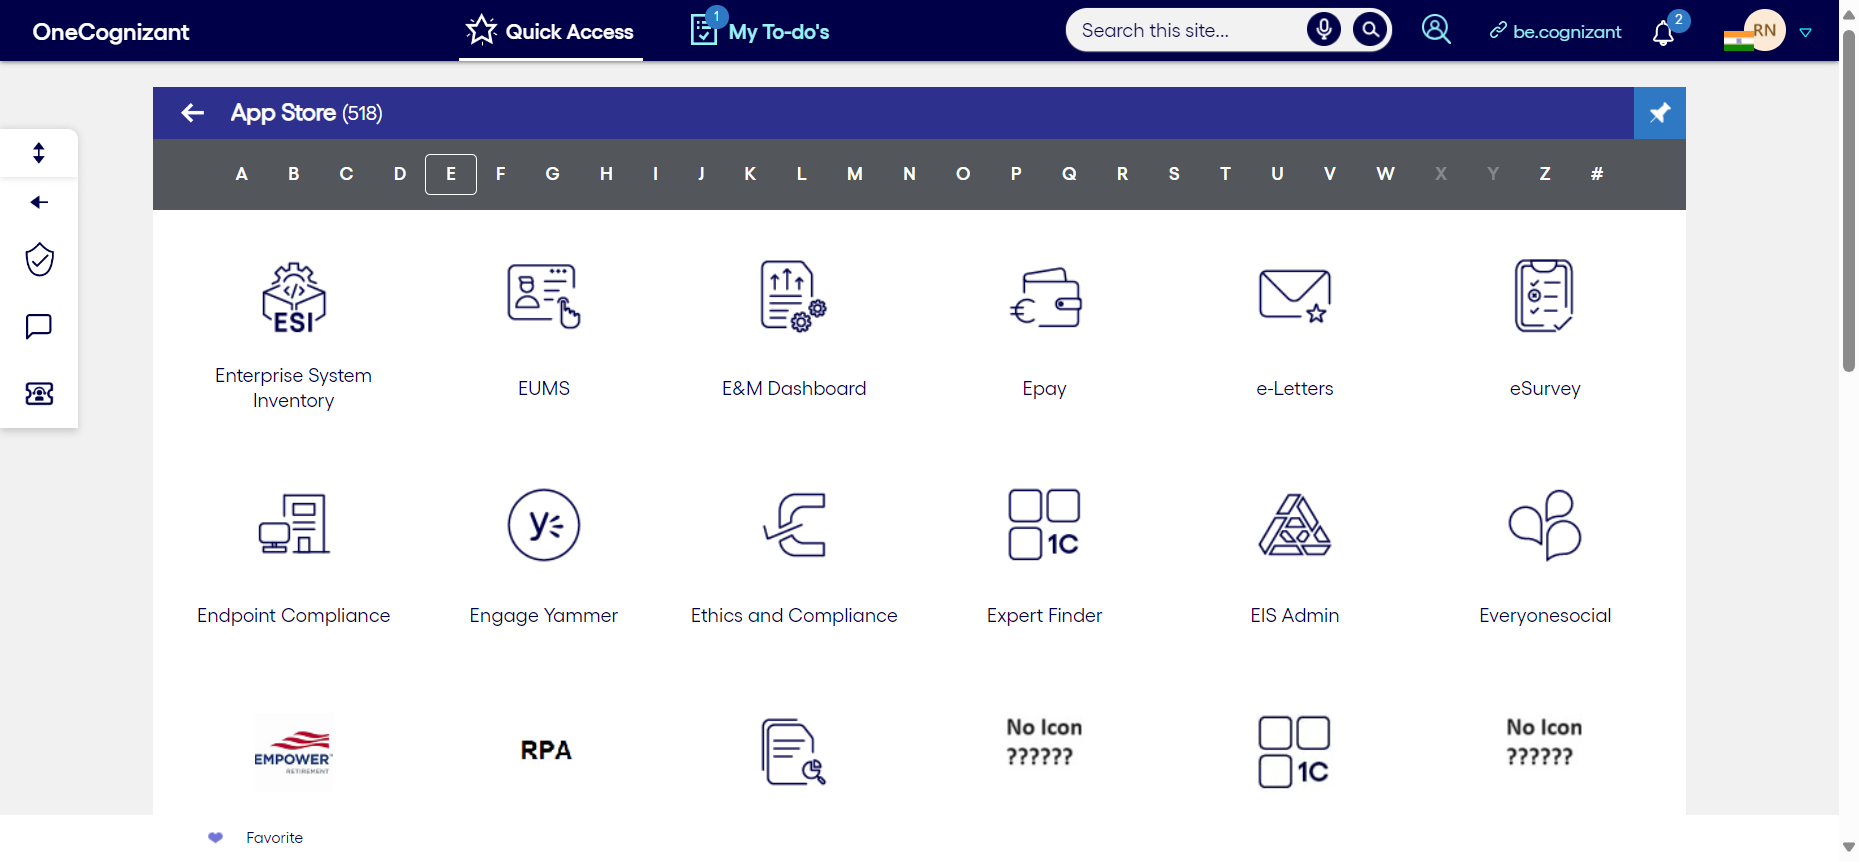 OneCognizant
Quick Access
1
My To-do's
Search this site...
be.cognizant
2
RN
App Store (518)
A B C D E F G H I J K L M N O P Q R S T U V W X Y Z #
ESI
Enterprise System
Inventory
EUMS
E&M Dashboard
Epay
e-Letters
eSurvey
1C
Endpoint Compliance
Engage Yammer
Ethics and Compliance
Expert Finder
EIS Admin
Everyonesocial
EMPOWER
RETIREMENT
RPA
No Icon
??????
1C
No Icon
??????
Favorite